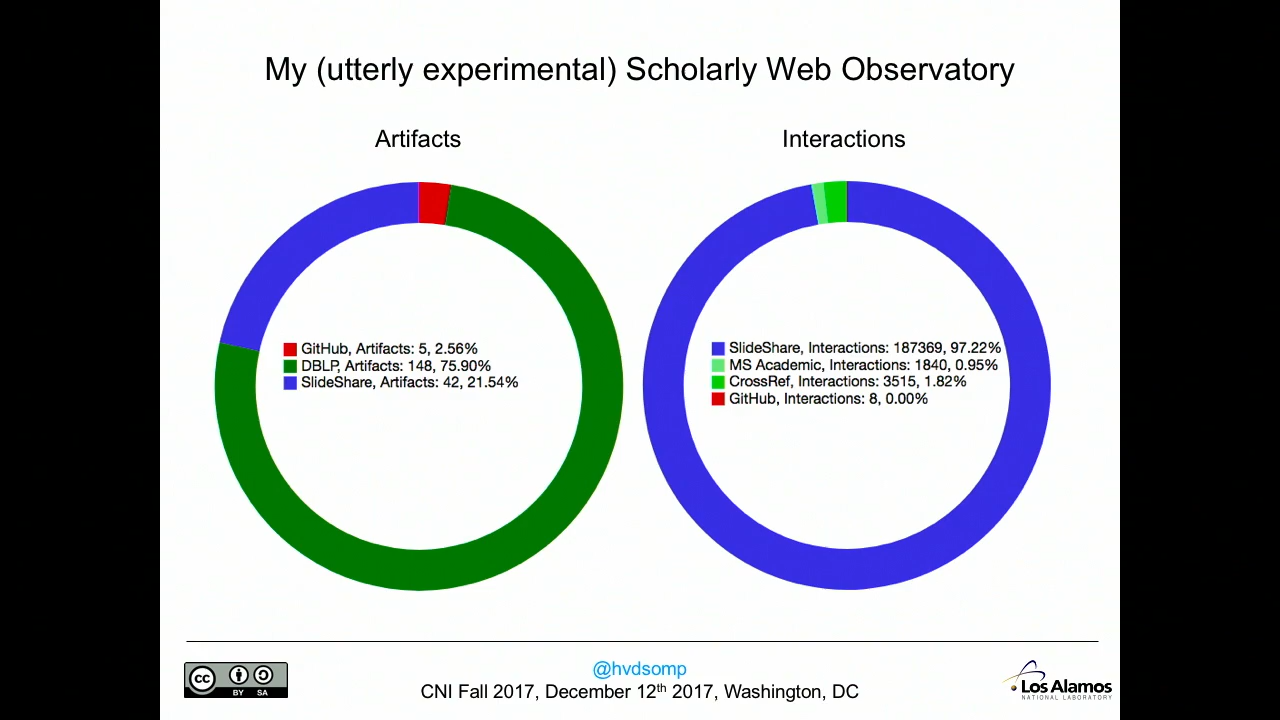 My (utterly experimental) Scholarly Web Observatory
Artifacts
GitHub, Artifacts: 5, 2.56%
DBLP, Artifacts: 148, 75.90%
SlideShare, Artifacts: 42, 21.54%
Interactions
SlideShare, Interactions: 187369, 97.22%
MS Academic, Interactions: 1840, 0.95%
CrossRef, Interactions: 3515, 1.82%
GitHub, Interactions: 8, 0.00%
cc BY SA
@hvdsomp
CNI Fall 2017, December 12th 2017, Washington, DC
Los Alamos
NATIONAL LABORATORY